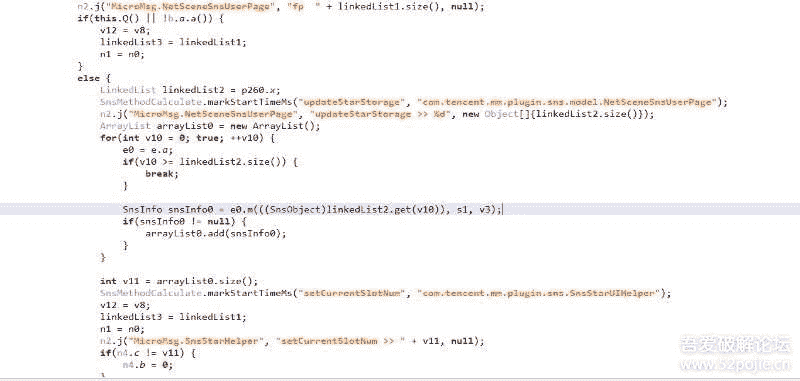 n2.j("MicroMsg.NetSceneSnsUserPage", "fp  " + linkedList1.size(), null);
if(this.Q() || !b.a.a()) {
v12 = v8;
linkedList3 = linkedList1;
n1 = n0;
}
else {
LinkedList linkedList2 = p260.x;
SnsMethodCalculate.markStartTimeMs("updateStarStorage", "com.tencent.mm.plugin.sns.model.NetSceneSnsUserPage");
n2.j("MicroMsg.NetSceneSnsUserPage", "updateStarStorage >> %d", new Object[]{linkedList2.size()});
ArrayList arrayList0 = new ArrayList();
for(int v10 = 0; true; ++v10) {
e0 = e.a;
if(v10 >= linkedList2.size()) {
break;
}
SnsInfo snsInfo0 = e0.m(((SnsObject)linkedList2.get(v10)), s1, v3);
if(snsInfo0 != null) {
arrayList0.add(snsInfo0);
}
}
int v11 = arrayList0.size();
SnsMethodCalculate.markStartTimeMs("setCurrentSlotNum", "com.tencent.mm.plugin.sns.SnsStarUIHelper");
v12 = v8;
linkedList3 = linkedList1;
n1 = n0;
n2.j("MicroMsg.SnsStarHelper", "setCurrentSlotNum >> " + v11, null);
if(n4.c != v11) {
n4.b = 0;
}
吾爱破解论坛
www.52pojie.cn